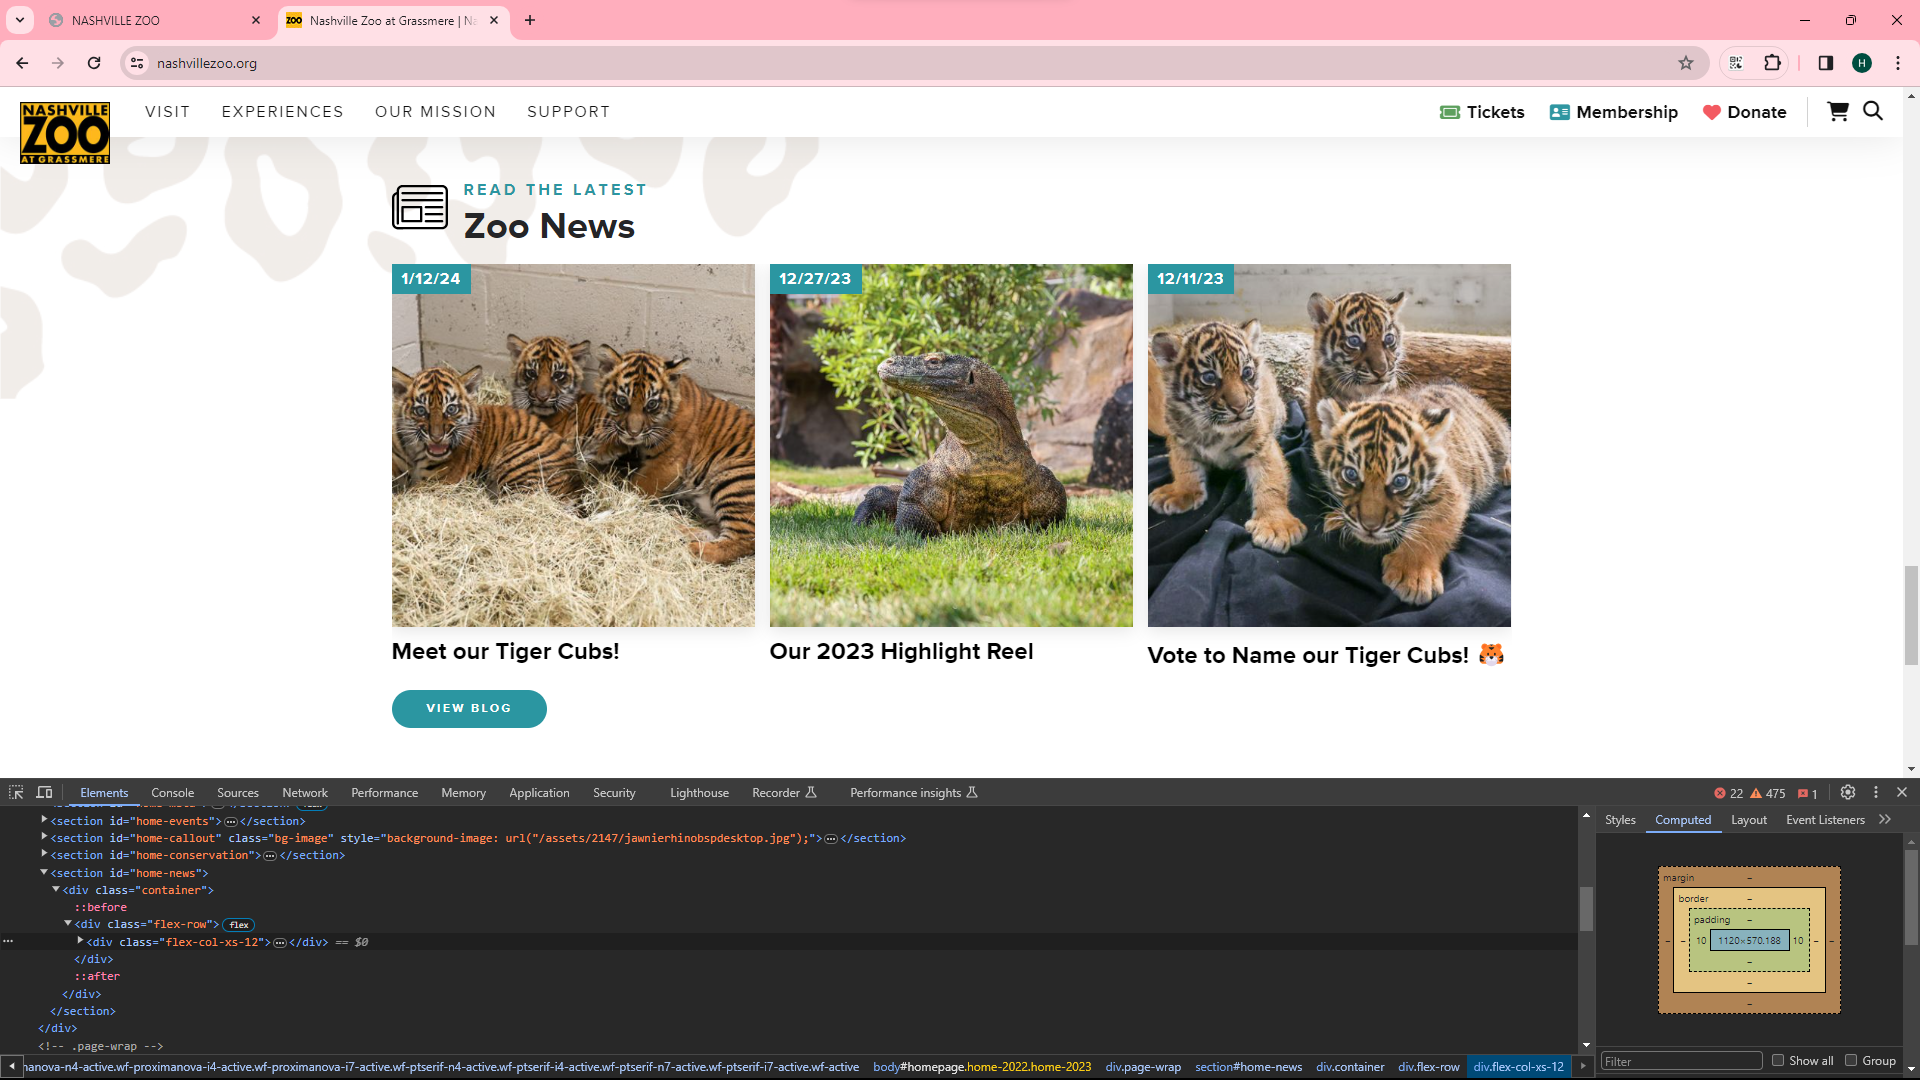 NASHVILLE ZOO
Nashville Zoo at Grassmere | Na
nashvillezoo.org
H
NASHVILLE
ZOO
AT GRASSMERE
VISIT EXPERIENCES OUR MISSION SUPPORT
Tickets Membership Donate
READ THE LATEST
Zoo News
1/12/24
12/27/23
12/11/23
Meet our Tiger Cubs!
Our 2023 Highlight Reel
Vote to Name our Tiger Cubs! 🐯
VIEW BLOG
Elements Console Sources Network Performance Memory Application Security Lighthouse Recorder Performance insights 22 475 1
<section id="home-events">…</section>
<section id="home-callout" class="bg-image" style="background-image: url("/assets/2147/jawnierhinobspdesktop.jpg");">…</section>
<section id="home-conservation">…</section>
<section id="home-news">
<div class="container">
::before
<div class="flex-row"> flex
<div class="flex-col-xs-12">…</div> == $0
</div>
::after
</div>
</section>
</div>
<!-- .page-wrap -->
manova-n4-active.wf-proximanova-i4-active.wf-proximanova-i7-active.wf-ptserif-n4-active.wf-ptserif-i4-active.wf-ptserif-n7-active.wf-ptserif-i7-active.wf-active body#homepage.home-2022.home-2023 div.page-wrap section#home-news div.container div.flex-row div.flex-col-xs-12
Styles Computed Layout Event Listeners
margin –
border –
padding –
– – 10 1120×570.188 10 – –
–
–
–
Filter Show all Group